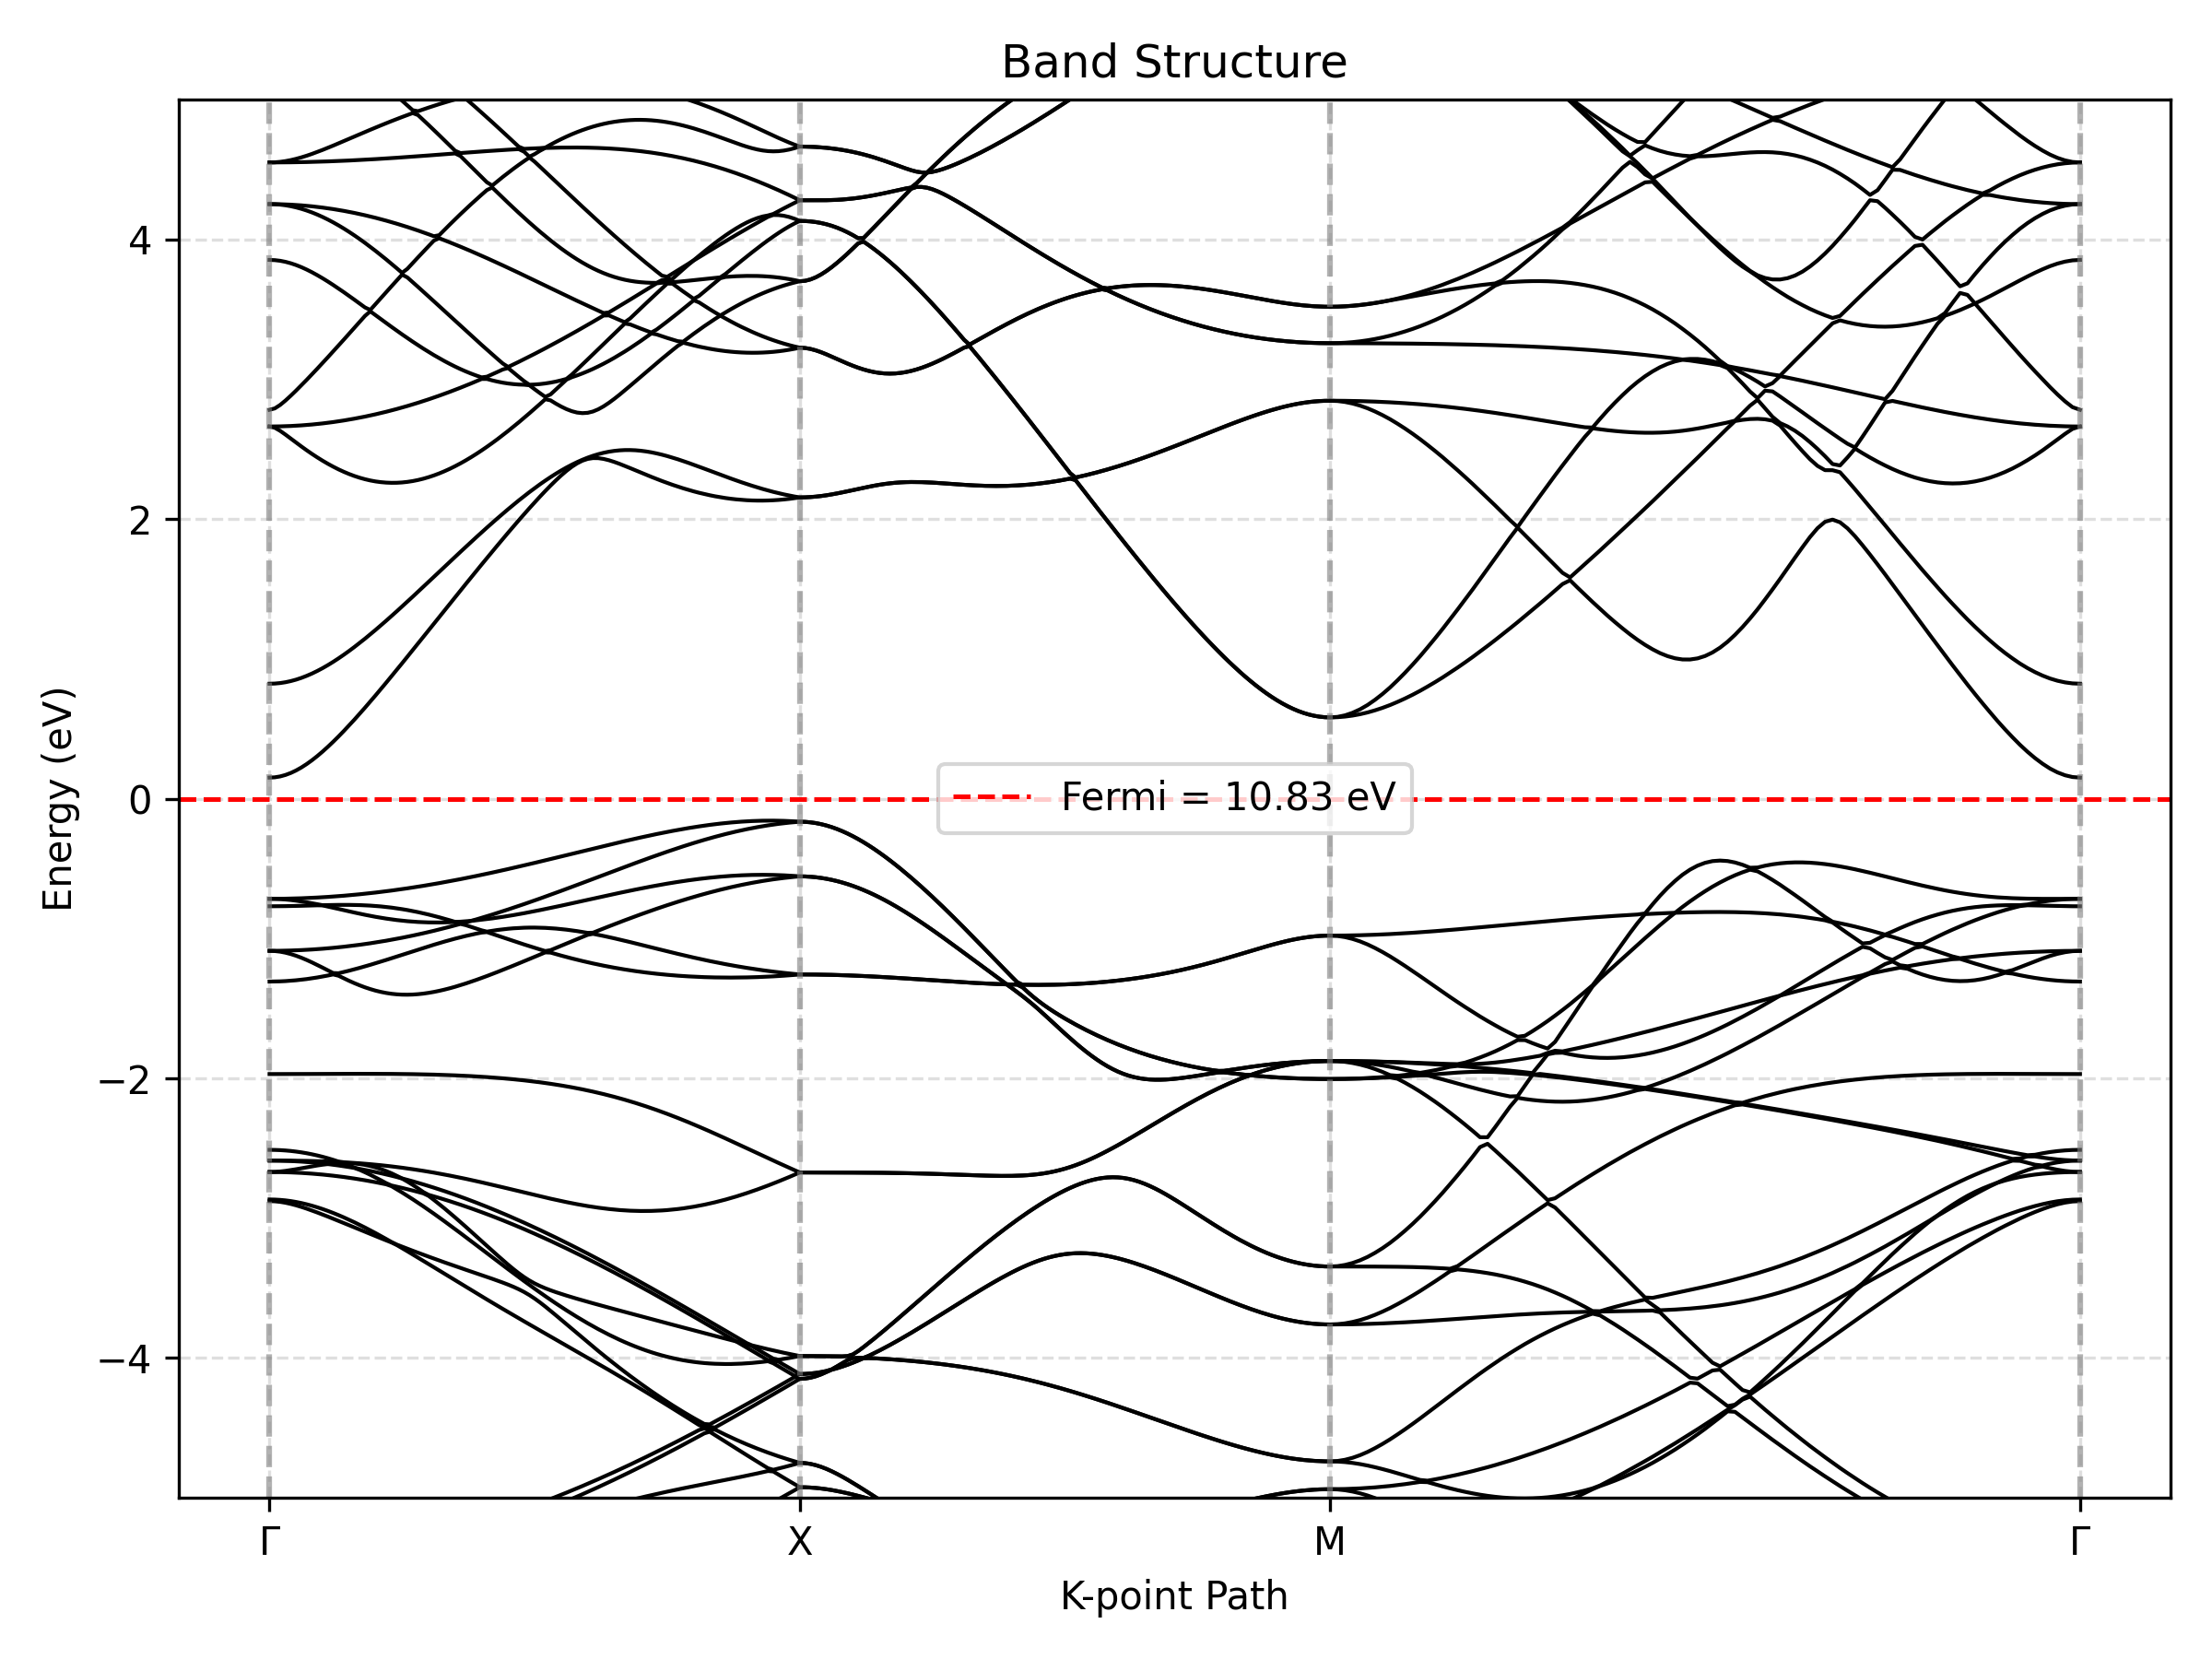 Band Structure
Energy (eV)
4
2
0
−2
−4
Fermi = 10.83 eV
Γ X M Γ
K-point Path